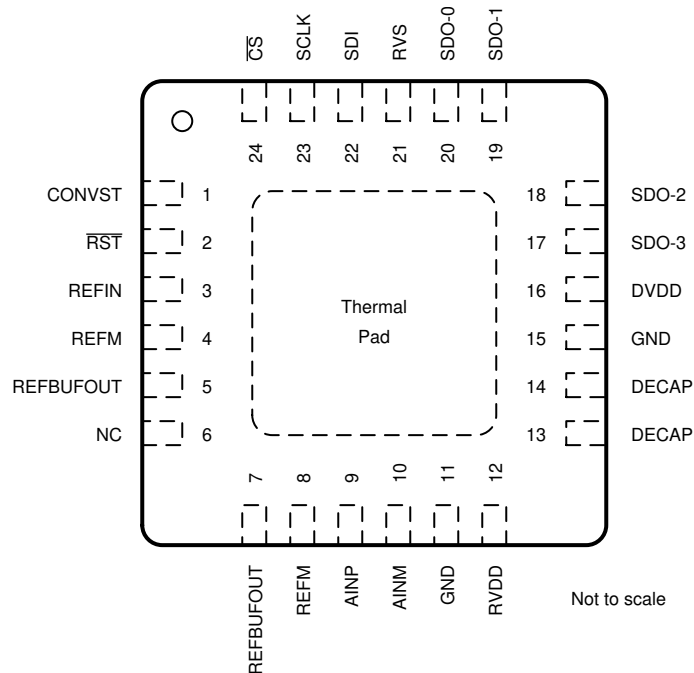 C̅S̅
SCLK
SDI
RVS
SDO-0
SDO-1
24
23
22
21
20
19
CONVST 1
R̅S̅T̅ 2
REFIN 3
REFM 4
REFBUFOUT 5
NC 6
18 SDO-2
17 SDO-3
16 DVDD
15 GND
14 DECAP
13 DECAP
Thermal
Pad
7
8
9
10
11
12
REFBUFOUT
REFM
AINP
AINM
GND
RVDD
Not to scale